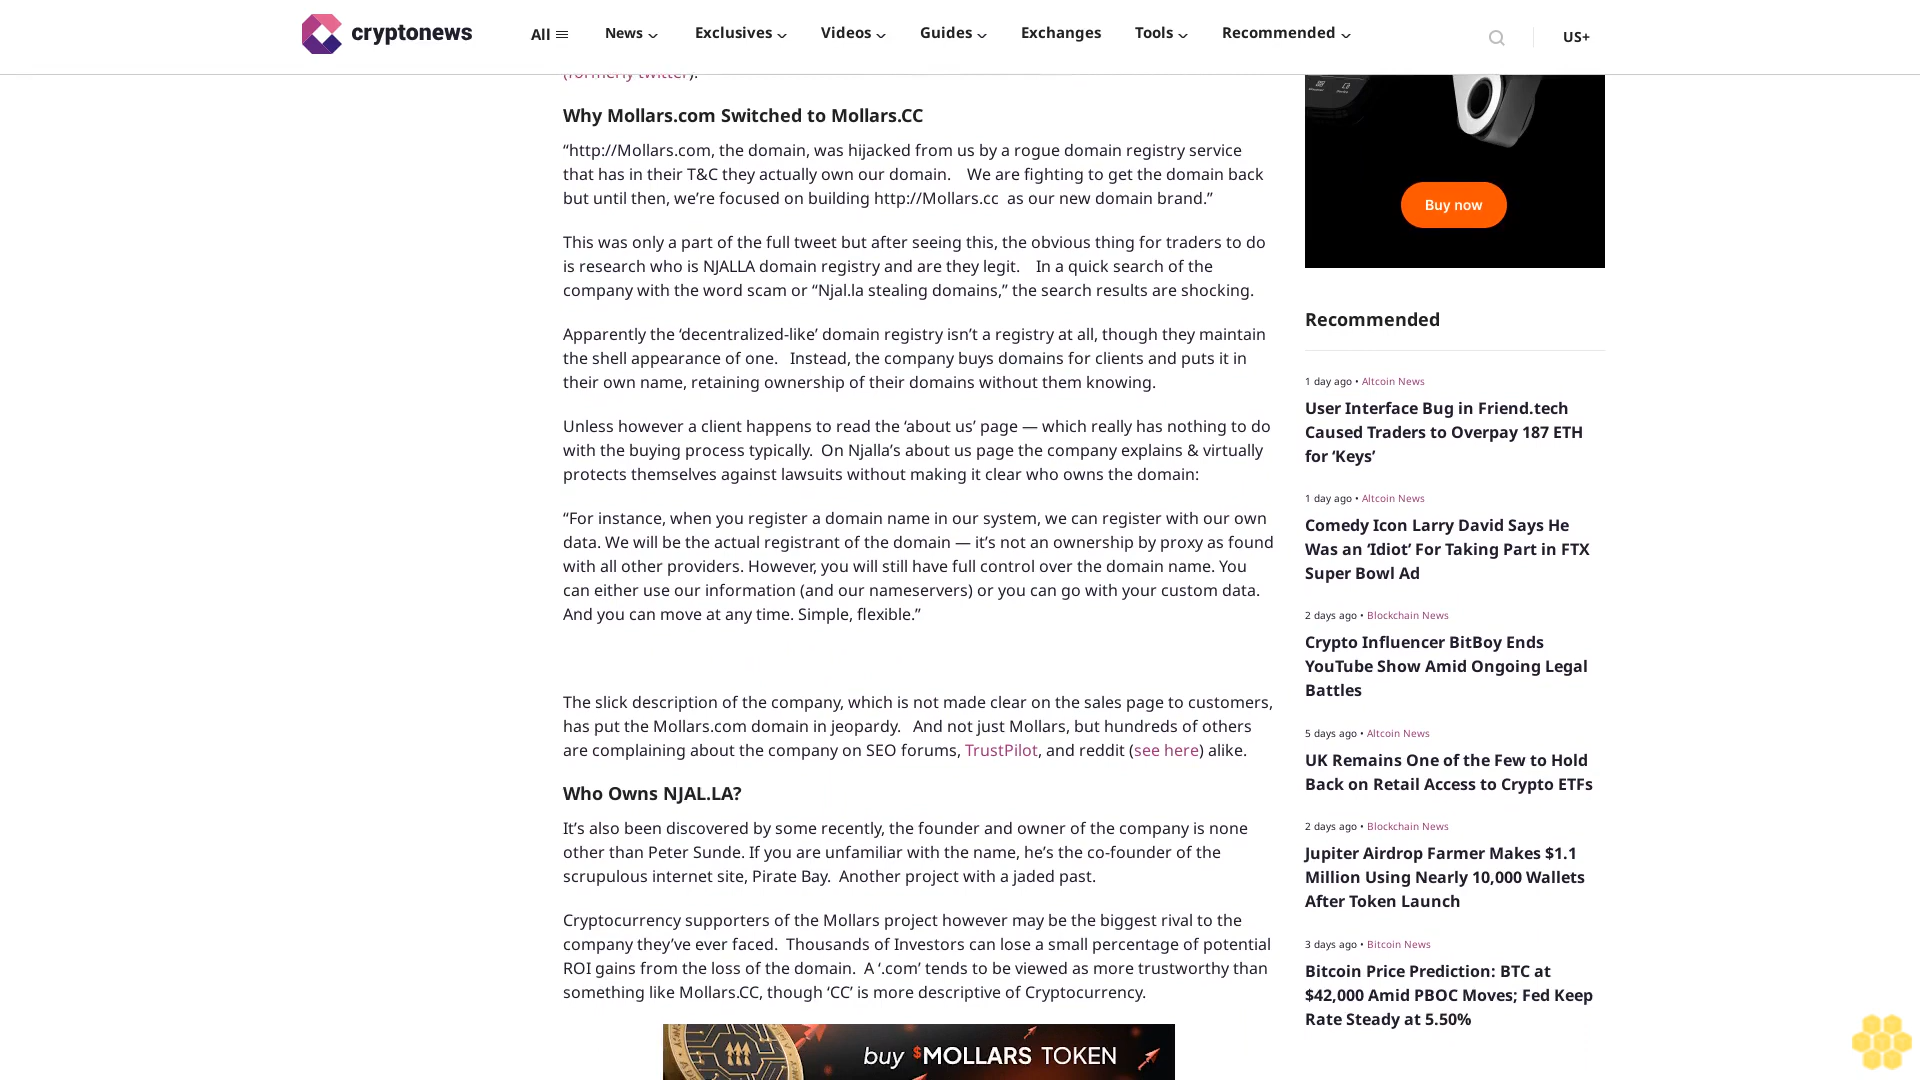 cryptonews
All
News
Exclusives
Videos
Guides
Exchanges
Tools
Recommended
US+
(formerly twitter).
Why Mollars.com Switched to Mollars.CC
“http://Mollars.com, the domain, was hijacked from us by a rogue domain registry service
that has in their T&C they actually own our domain.    We are fighting to get the domain back
but until then, we’re focused on building http://Mollars.cc  as our new domain brand.”
This was only a part of the full tweet but after seeing this, the obvious thing for traders to do
is research who is NJALLA domain registry and are they legit.    In a quick search of the
company with the word scam or “Njal.la stealing domains,” the search results are shocking.
Apparently the ‘decentralized-like’ domain registry isn’t a registry at all, though they maintain
the shell appearance of one.   Instead, the company buys domains for clients and puts it in
their own name, retaining ownership of their domains without them knowing.
Unless however a client happens to read the ‘about us’ page — which really has nothing to do
with the buying process typically.  On Njalla’s about us page the company explains & virtually
protects themselves against lawsuits without making it clear who owns the domain:
“For instance, when you register a domain name in our system, we can register with our own
data. We will be the actual registrant of the domain — it’s not an ownership by proxy as found
with all other providers. However, you will still have full control over the domain name. You
can either use our information (and our nameservers) or you can go with your custom data.
And you can move at any time. Simple, flexible.”
The slick description of the company, which is not made clear on the sales page to customers,
has put the Mollars.com domain in jeopardy.   And not just Mollars, but hundreds of others
are complaining about the company on SEO forums, TrustPilot, and reddit (see here) alike.
Who Owns NJAL.LA?
It’s also been discovered by some recently, the founder and owner of the company is none
other than Peter Sunde. If you are unfamiliar with the name, he’s the co-founder of the
scrupulous internet site, Pirate Bay.  Another project with a jaded past.
Cryptocurrency supporters of the Mollars project however may be the biggest rival to the
company they’ve ever faced.  Thousands of Investors can lose a small percentage of potential
ROI gains from the loss of the domain.  A ‘.com’ tends to be viewed as more trustworthy than
something like Mollars.CC, though ‘CC’ is more descriptive of Cryptocurrency.
buy $MOLLARS TOKEN
Buy now
Recommended
1 day ago • Altcoin News
User Interface Bug in Friend.tech
Caused Traders to Overpay 187 ETH
for ‘Keys’
1 day ago • Altcoin News
Comedy Icon Larry David Says He
Was an ‘Idiot’ For Taking Part in FTX
Super Bowl Ad
2 days ago • Blockchain News
Crypto Influencer BitBoy Ends
YouTube Show Amid Ongoing Legal
Battles
5 days ago • Altcoin News
UK Remains One of the Few to Hold
Back on Retail Access to Crypto ETFs
2 days ago • Blockchain News
Jupiter Airdrop Farmer Makes $1.1
Million Using Nearly 10,000 Wallets
After Token Launch
3 days ago • Bitcoin News
Bitcoin Price Prediction: BTC at
$42,000 Amid PBOC Moves; Fed Keep
Rate Steady at 5.50%